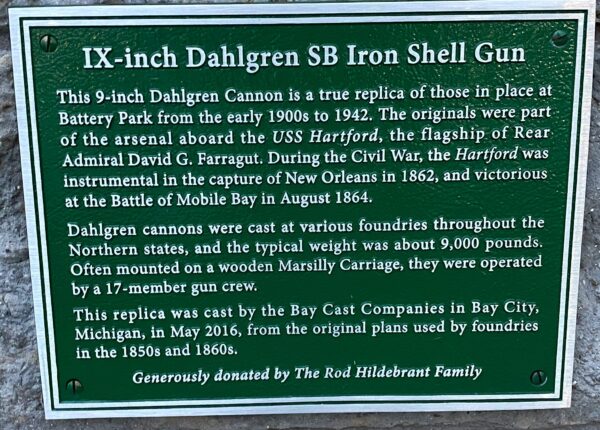 IX-inch Dahlgren SB Iron Shell Gun
This 9-inch Dahlgren Cannon is a true replica of those in place at
Battery Park from the early 1900s to 1942. The originals were part
of the arsenal aboard the USS Hartford, the flagship of Rear
Admiral David G. Farragut. During the Civil War, the Hartford was
instrumental in the capture of New Orleans in 1862, and victorious
at the Battle of Mobile Bay in August 1864.
Dahlgren cannons were cast at various foundries throughout the
Northern states, and the typical weight was about 9,000 pounds.
Often mounted on a wooden Marsilly Carriage, they were operated
by a 17-member gun crew.
This replica was cast by the Bay Cast Companies in Bay City,
Michigan, in May 2016, from the original plans used by foundries
in the 1850s and 1860s.
Generously donated by The Rod Hildebrant Family